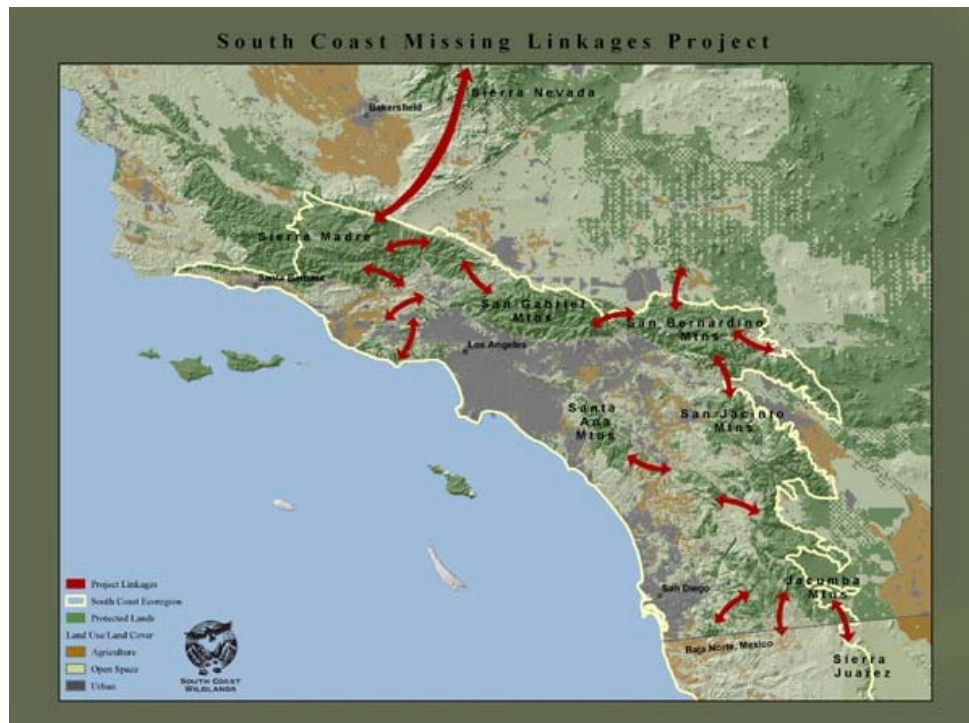 South Coast Missing Linkages Project
Sierra Nevada
Bakersfield
Sierra Madre
Santa Barbara
San Gabriel
Mtns
San Bernardino
Mtns
Los Angeles
Santa
Ana
Mtns
San Jacinto
Mtns
San Diego
Jacumba
Mtns
Baja Norte, Mexico
Sierra
Juarez
Project Linkages
South Coast Ecoregion
Protected Lands
Land Use/Land Cover
Agriculture
Open Space
Urban
SOUTH COAST
WILDLANDS